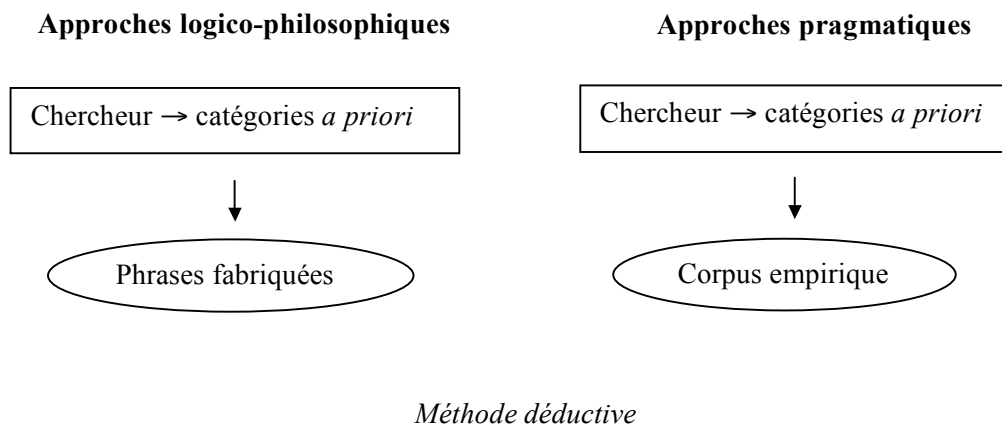 Approches logico-philosophiques
Approches pragmatiques
Chercheur → catégories a priori
Chercheur → catégories a priori
Phrases fabriquées
Corpus empirique
Méthode déductive